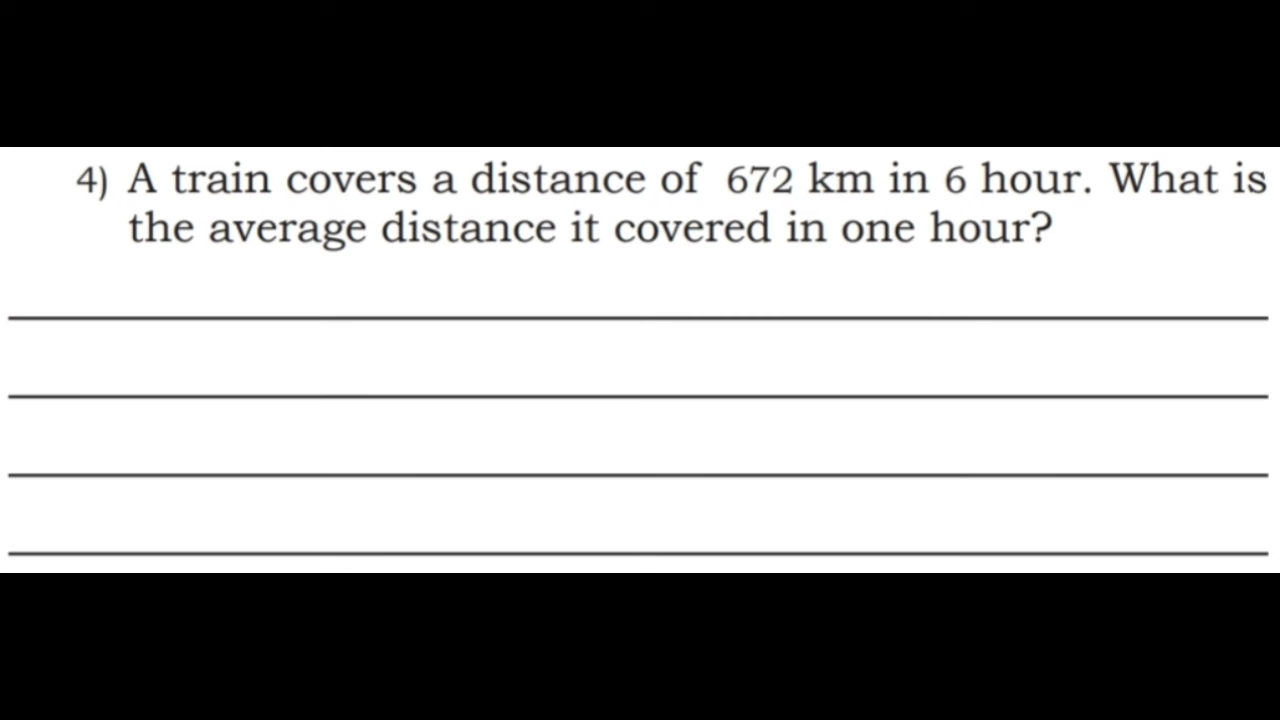 4) A train covers a distance of 672 km in 6 hour. What is
the average distance it covered in one hour?